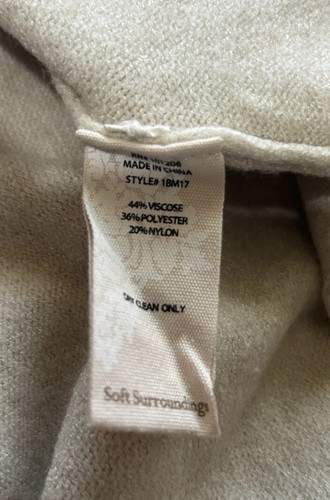 MADE IN CHINA
STYLE# 1BM17
44% VISCOSE
36% POLYESTER
20% NYLON
DRY CLEAN ONLY
Soft Surroundings